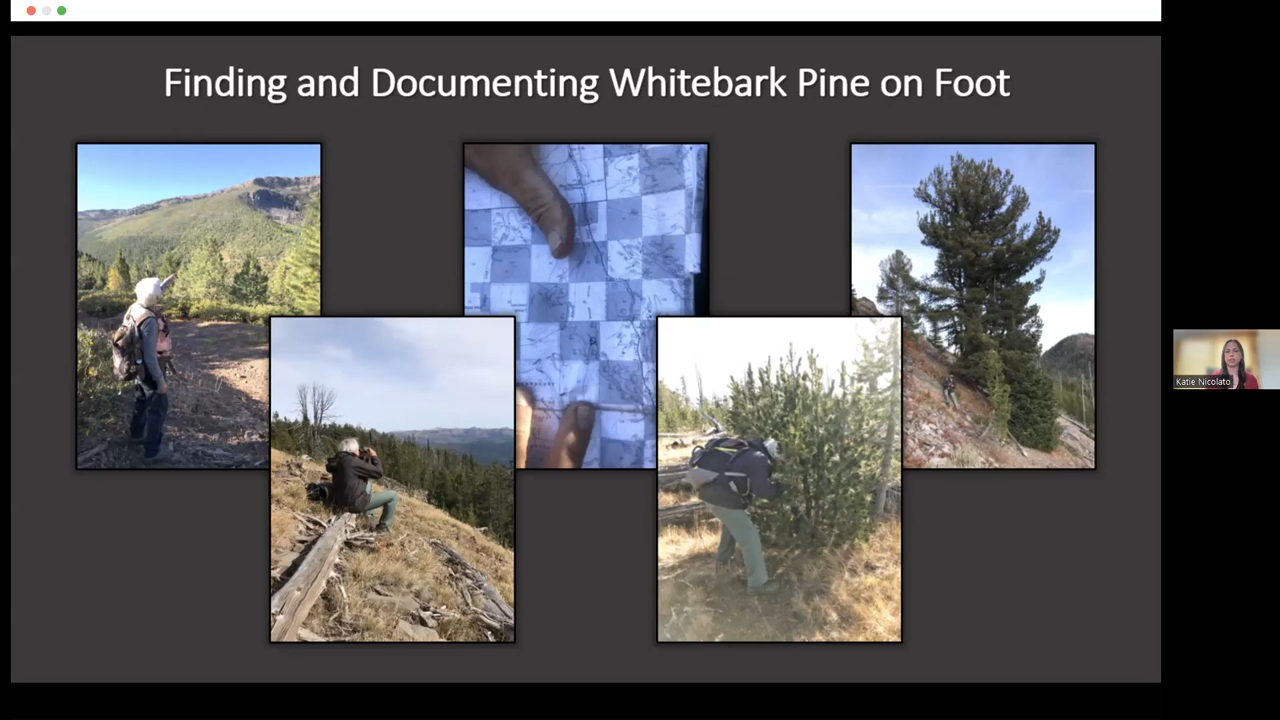 Finding and Documenting Whitebark Pine on Foot
Katie Nicolato